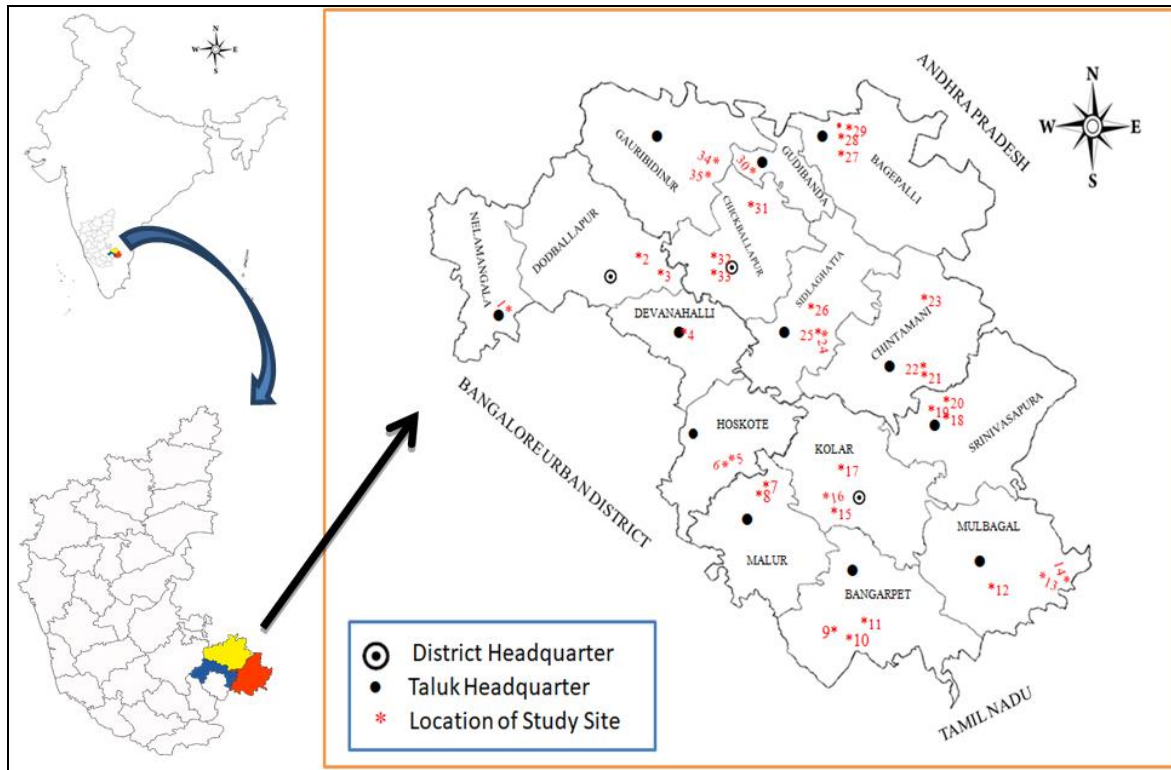 N
W E
S
ANDHRA PRADESH
N
W E
S
GAURIBIDINUR
34*
35*
30*
GUDIBANDA
* *29
*28
*27
BAGEPALLI
NELAMANGALA
1*
DODBALLAPUR
*2
*3
CHICKBALLAPUR
*31
*32
*33
SIDLAGHATTA
*26
25* *
24
DEVANAHALLI
*4
CHINTAMANI
*23
22*
*21
BANGALORE URBAN DISTRICT
HOSKOTE
6* *5
KOLAR
*17
*16
*15
SRINIVASAPURA
*20
19*
*18
*7
*8
MALUR
MULBAGAL
14*
*13
*12
BANGARPET
*11
9*
*10
TAMIL NADU
District Headquarter
Taluk Headquarter
* Location of Study Site